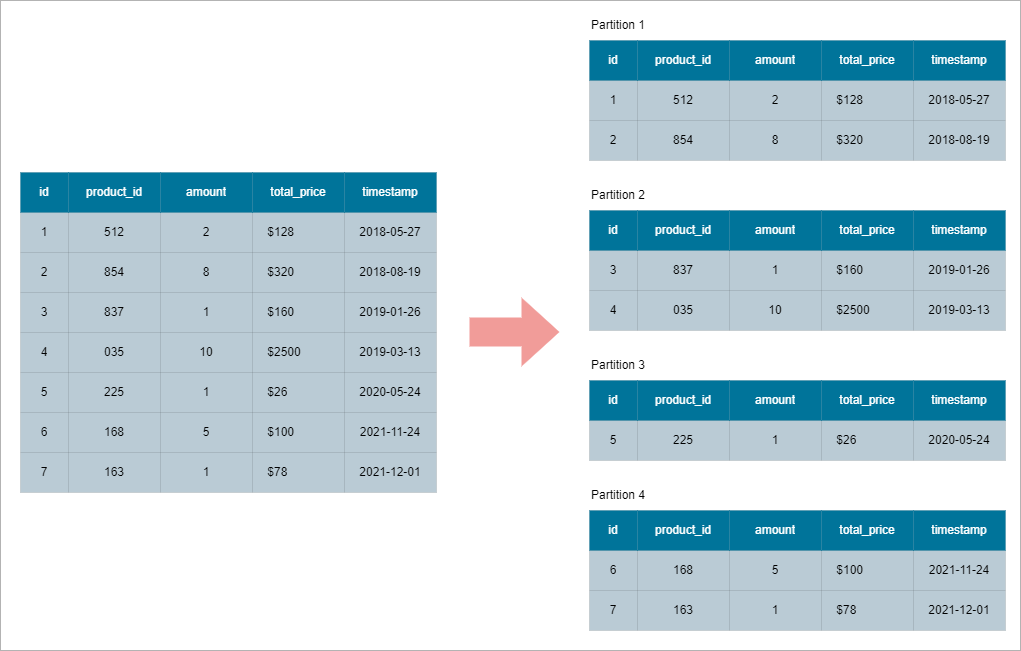 id product_id amount total_price timestamp
1 512 2 $128 2018-05-27
2 854 8 $320 2018-08-19
3 837 1 $160 2019-01-26
4 035 10 $2500 2019-03-13
5 225 1 $26 2020-05-24
6 168 5 $100 2021-11-24
7 163 1 $78 2021-12-01
Partition 1
id product_id amount total_price timestamp
1 512 2 $128 2018-05-27
2 854 8 $320 2018-08-19
Partition 2
id product_id amount total_price timestamp
3 837 1 $160 2019-01-26
4 035 10 $2500 2019-03-13
Partition 3
id product_id amount total_price timestamp
5 225 1 $26 2020-05-24
Partition 4
id product_id amount total_price timestamp
6 168 5 $100 2021-11-24
7 163 1 $78 2021-12-01